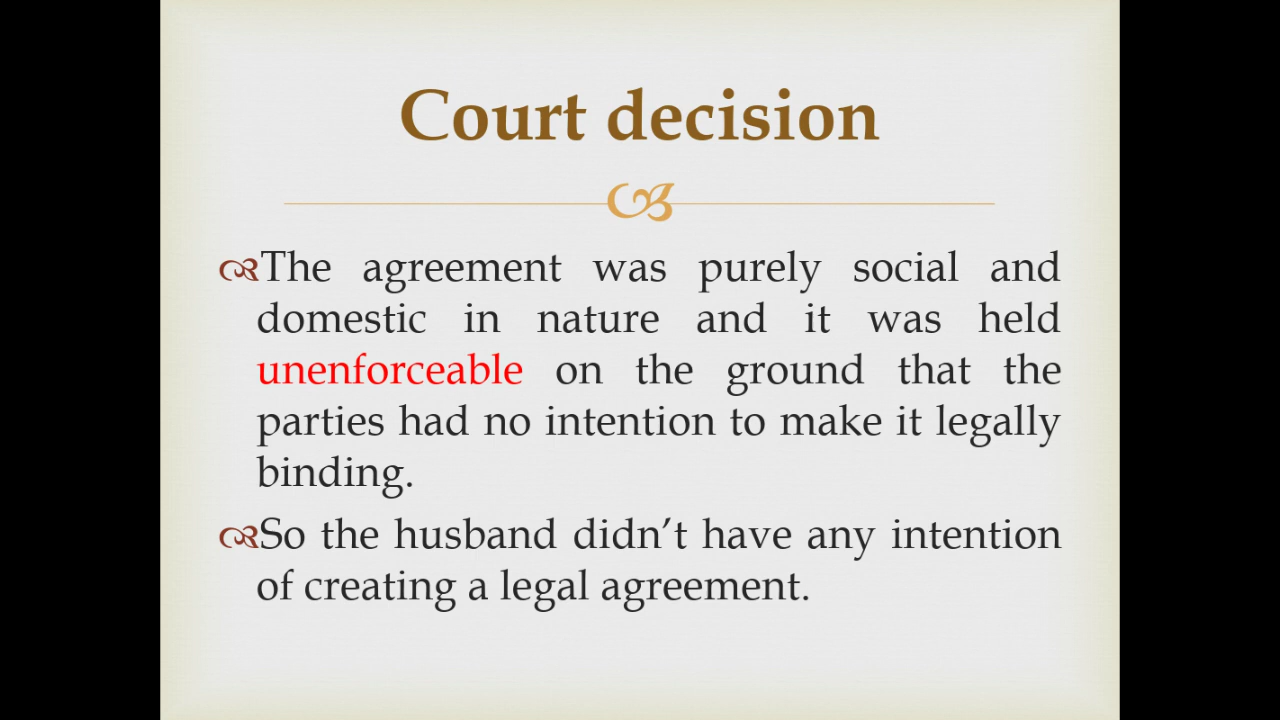 Court decision
The agreement was purely social and
domestic in nature and it was held
unenforceable on the ground that the
parties had no intention to make it legally
binding.
So the husband didn’t have any intention
of creating a legal agreement.